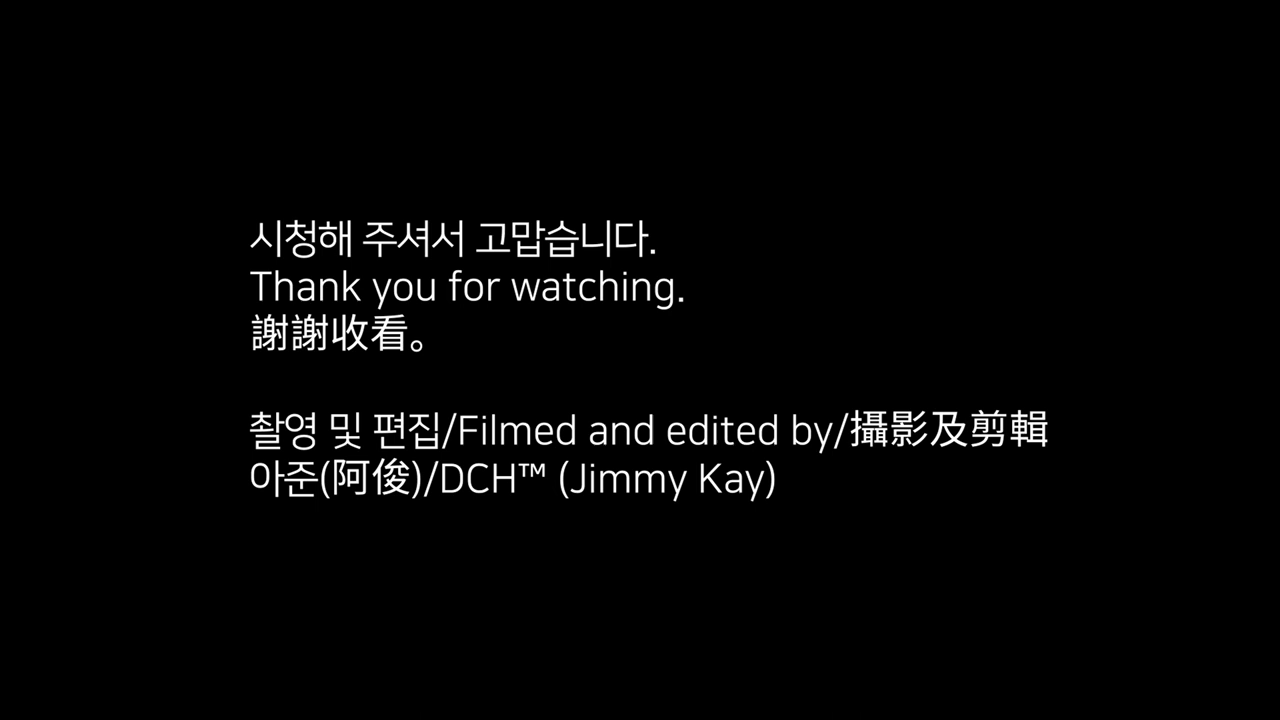 시청해 주셔서 고맙습니다.
Thank you for watching.
謝謝收看。
촬영 및 편집/Filmed and edited by/攝影及剪輯
아준(阿俊)/DCH™ (Jimmy Kay)